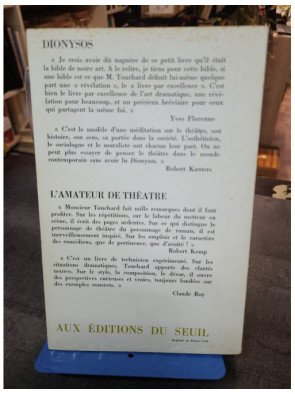 DIONYSOS
« Je crois avoir dit naguère de ce petit livre qu'il était
la bible de notre art. A le relire, je tiens pour cette bible, si
une bible est ce que M. Touchard définit lui-même quelque
part une « révélation », le « livre par excellence ». C'est
bien le livre par excellence de l'art dramatique, une révé-
lation pour beaucoup, et un précieux bréviaire pour ceux
qui partagent la même foi. »
Yves Florenne
« C'est le modèle d'une méditation sur le théâtre, son
histoire, son sens, sa portée dans la cité. L'esthéticien,
le sociologue et le moraliste ont chacun leur part. On ne
peut plus essayer de penser le théâtre dans le monde
contemporain sans avoir lu Dionysos. »
Robert Kanters
L'AMATEUR DE THÉATRE
« Monsieur Touchard fait mille remarques dont il faut
profiter. Sur les répétitions, sur le labeur du metteur en
scène, il écrit des pages ardentes. Sur ce qui distingue le
personnage de théâtre du personnage de roman, il est
merveilleusement inspiré. Sur les emplois et le caractère
des comédiens, que de pertinence, que d'acuité ! »
Robert Kemp
« C'est un livre de technicien expérimenté. Sur les
situations dramatiques, Touchard apporte des clartés
neuves. Sur le style, la composition, le décor, il ouvre
des perspectives curieuses et vraies, toujours fondées sur
des exemples concrets. »
Claude Roy
AUX ÉDITIONS DU SEUIL
Imprimé en France